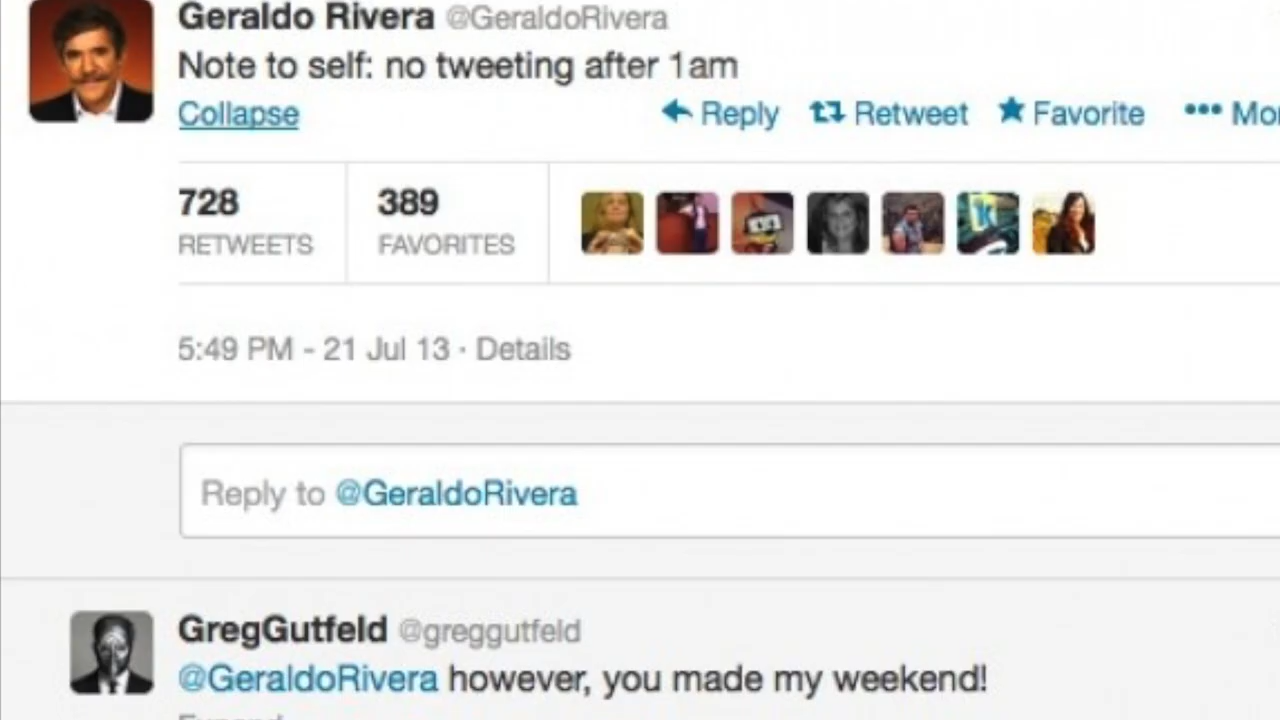 Geraldo Rivera @GeraldoRivera
Note to self: no tweeting after 1am
Collapse Reply Retweet Favorite ••• Mor
728 389
RETWEETS FAVORITES
5:49 PM - 21 Jul 13 · Details
Reply to @GeraldoRivera
GregGutfeld @greggutfeld
@GeraldoRivera however, you made my weekend!
Expand